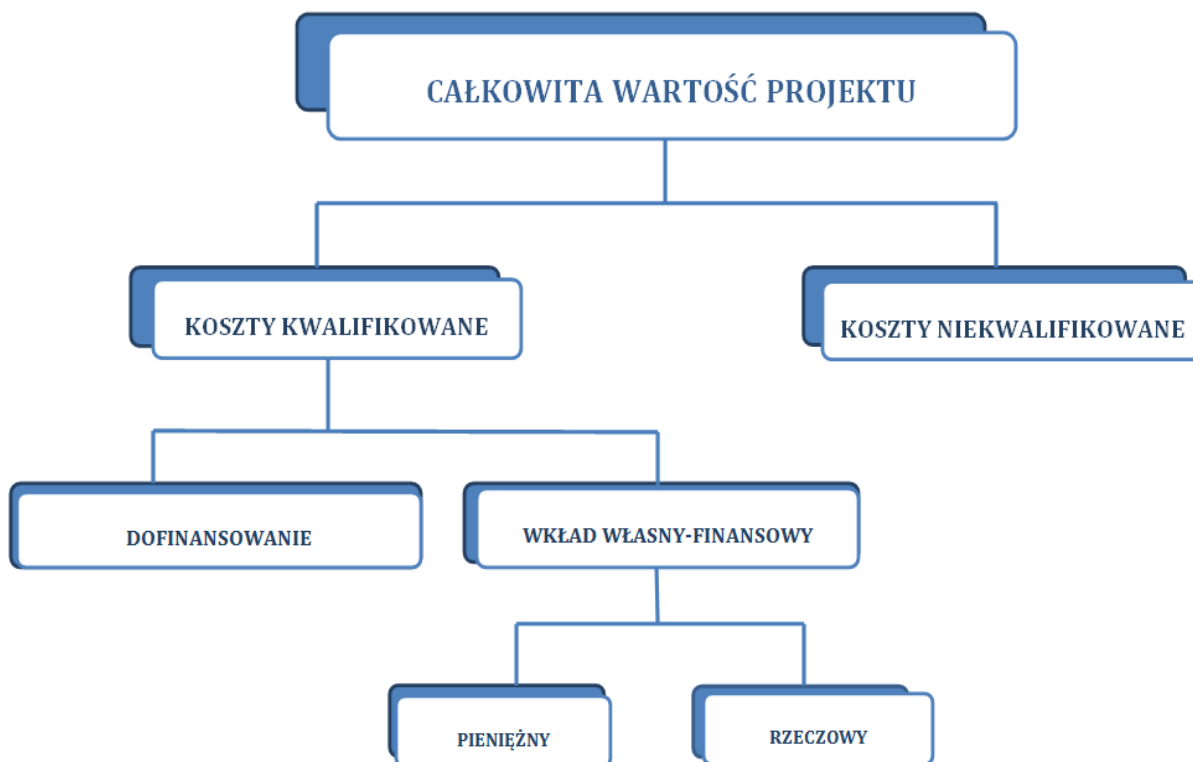 CAŁKOWITA WARTOŚĆ PROJEKTU
KOSZTY KWALIFIKOWANE
KOSZTY NIEKWALIFIKOWANE
DOFINANSOWANIE
WKŁAD WŁASNY-FINANSOWY
PIENIĘŻNY
RZECZOWY